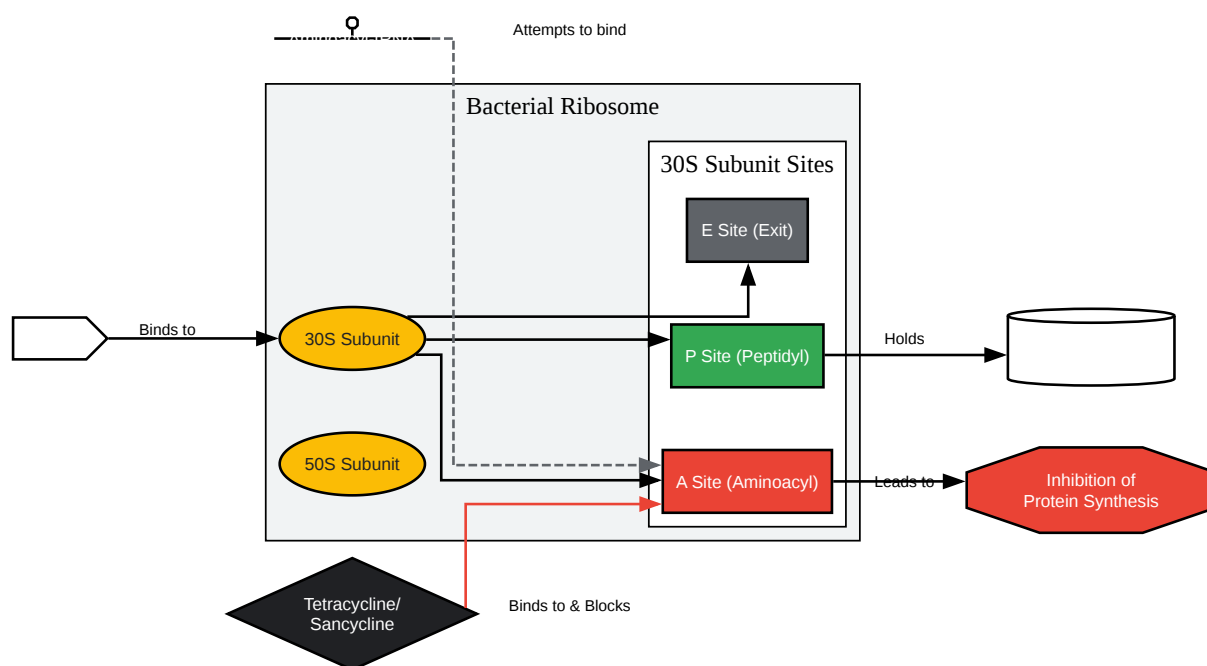 Attempts to bind
Bacterial Ribosome
30S Subunit Sites
E Site (Exit)
Binds to
30S Subunit
P Site (Peptidyl)
Holds
50S Subunit
A Site (Aminoacyl)
Leads to
Inhibition of
Protein Synthesis
Tetracycline/
Sancycline
Binds to & Blocks